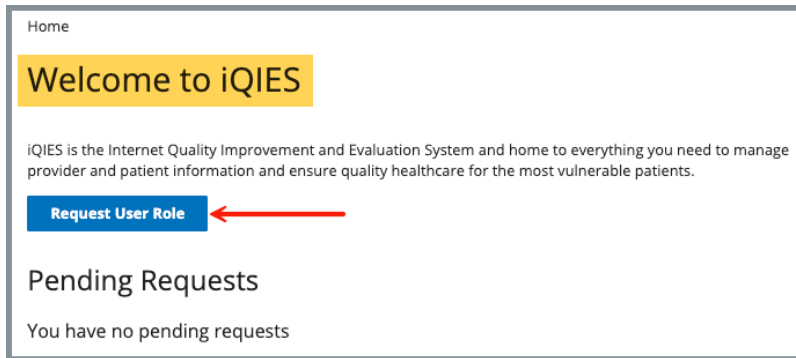 Home
Welcome to iQIES
iQIES is the Internet Quality Improvement and Evaluation System and home to everything you need to manage
provider and patient information and ensure quality healthcare for the most vulnerable patients.
Request User Role
Pending Requests
You have no pending requests